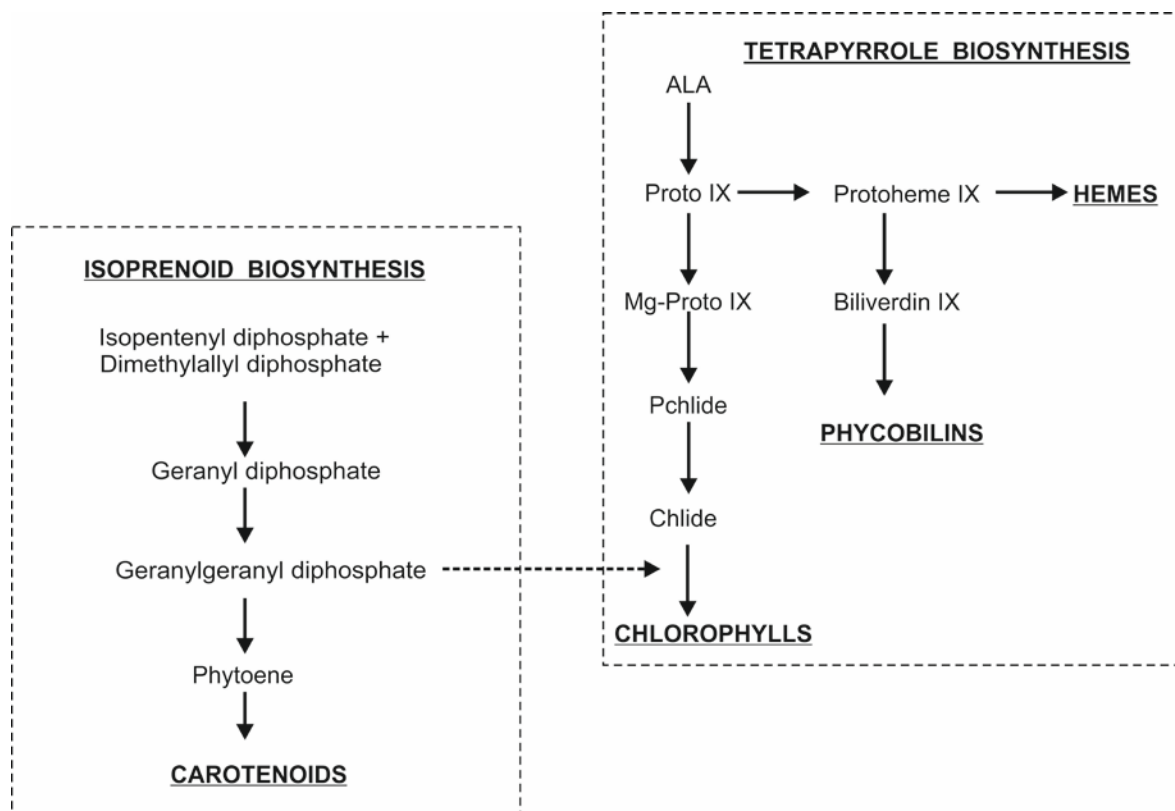 TETRAPYRROLE BIOSYNTHESIS
ALA
Proto IX
Protoheme IX
HEMES
Mg-Proto IX
Biliverdin IX
Pchlide
PHYCOBILINS
Chlide
CHLOROPHYLLS
ISOPRENOID BIOSYNTHESIS
Isopentenyl diphosphate +
Dimethylallyl diphosphate
Geranyl diphosphate
Geranylgeranyl diphosphate
Phytoene
CAROTENOIDS